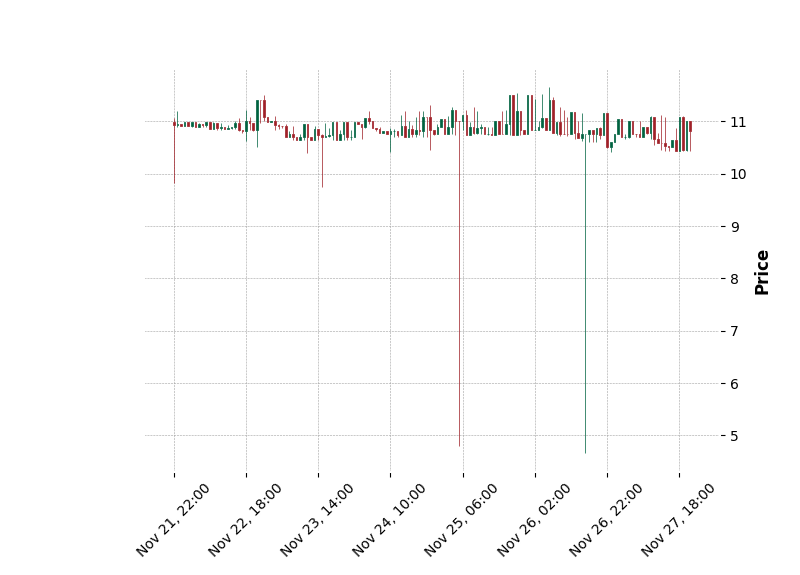 11
10
9
8
7
6
5
Price
Nov 21, 22:00
Nov 22, 18:00
Nov 23, 14:00
Nov 24, 10:00
Nov 25, 06:00
Nov 26, 02:00
Nov 26, 22:00
Nov 27, 18:00